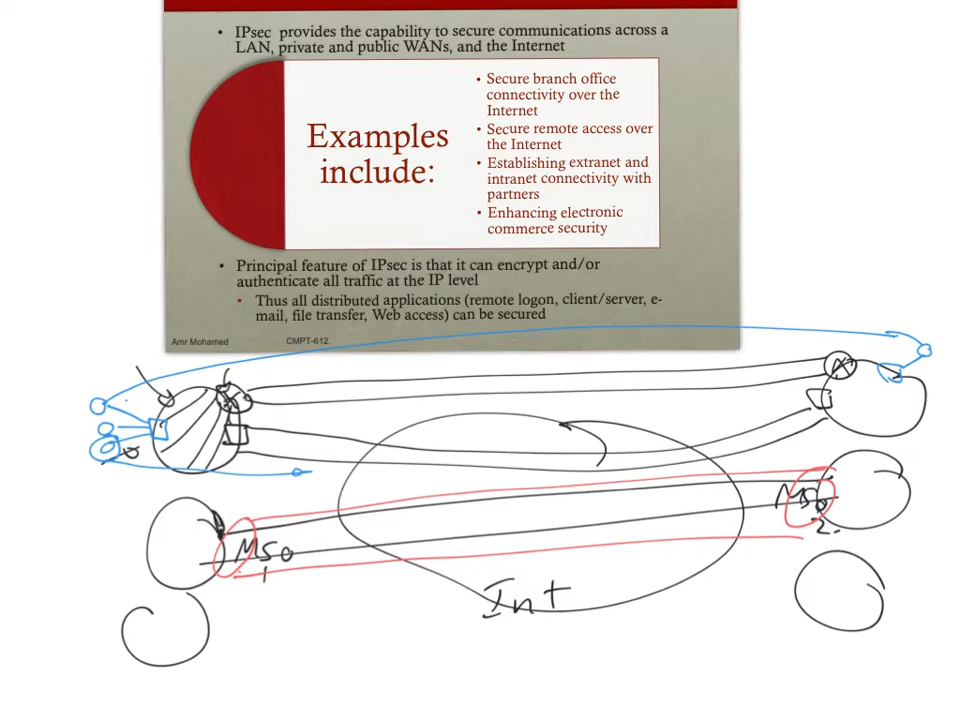 • IPsec provides the capability to secure communications across a
LAN, private and public WANs, and the Internet
Examples
include:
• Secure branch office
connectivity over the
Internet
• Secure remote access over
the Internet
• Establishing extranet and
intranet connectivity with
partners
• Enhancing electronic
commerce security
• Principal feature of IPsec is that it can encrypt and/or
authenticate all traffic at the IP level
• Thus all distributed applications (remote logon, client/server, e-
mail, file transfer, Web access) can be secured
Amr Mohamed
CMPT-612.
MSo
2.
MSo
1
Int